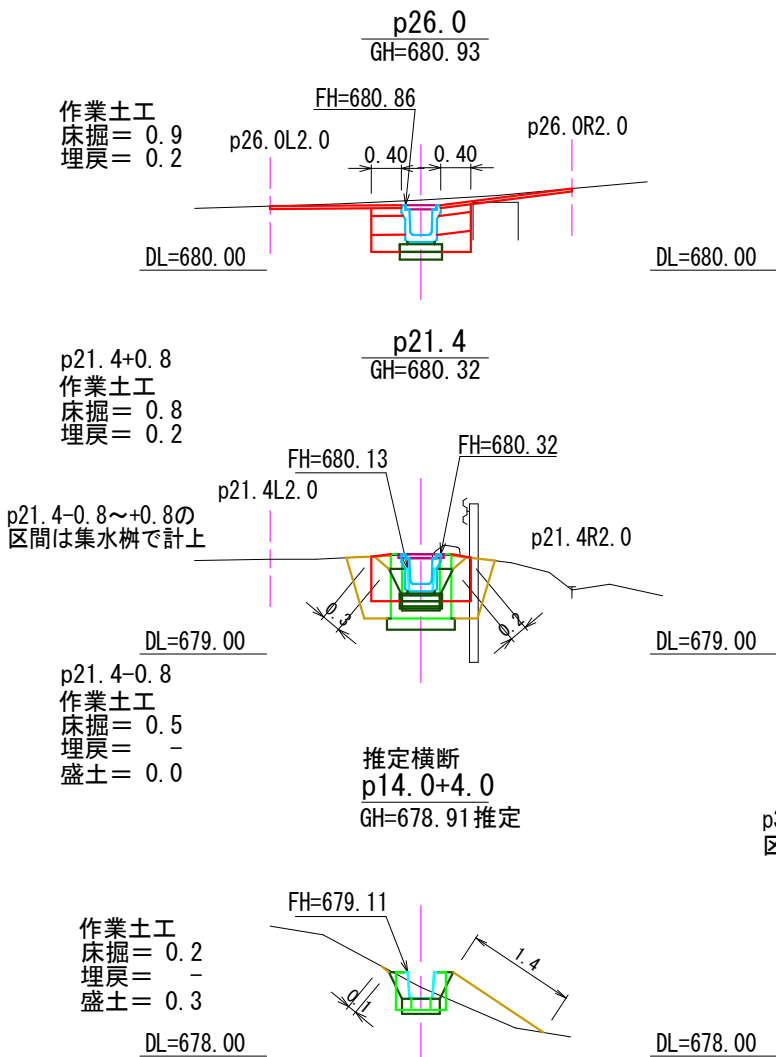 p26.0
GH=680.93
FH=680.86
作業土工
床掘= 0.9
埋戻= 0.2
p26.0L2.0
0.40
0.40
p26.0R2.0
DL=680.00
DL=680.00
p21.4
GH=680.32
p21.4+0.8
作業土工
床掘= 0.8
埋戻= 0.2
FH=680.13
FH=680.32
p21.4L2.0
p21.4-0.8～+0.8の
区間は集水桝で計上
p21.4R2.0
0.3
0.2
DL=679.00
DL=679.00
p21.4-0.8
作業土工
床掘= 0.5
埋戻= -
盛土= 0.0
推定横断
p14.0+4.0
GH=678.91推定
FH=679.11
作業土工
床掘= 0.2
埋戻= -
盛土= 0.3
0.1
1.4
DL=678.00
DL=678.00